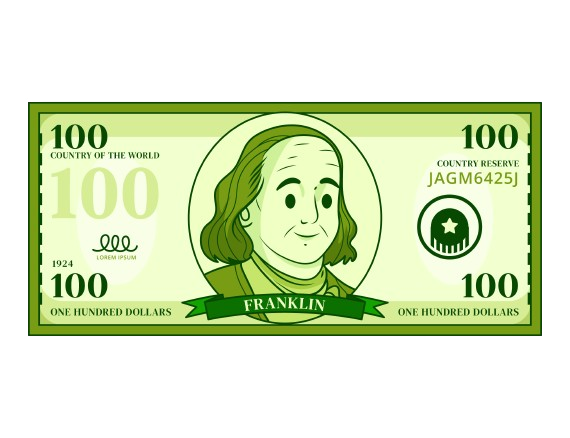 100
COUNTRY OF THE WORLD
100
LOREM IPSUM
1924
100
ONE HUNDRED DOLLARS
FRANKLIN
100
COUNTRY RESERVE
JAGM6425J
100
ONE HUNDRED DOLLARS